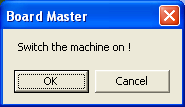 Board Master
Switch the machine on !
OK
Cancel